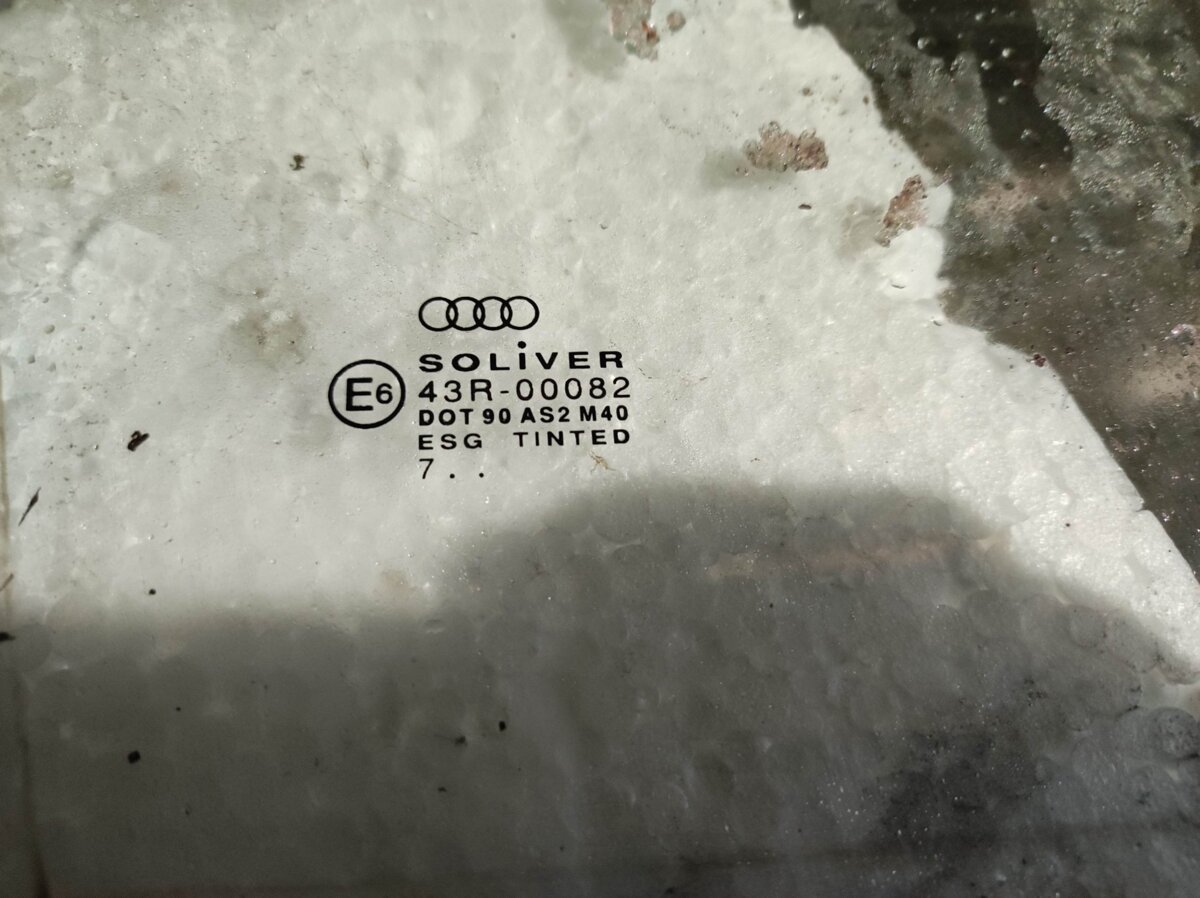 SOLiVER
E6 43R-00082
DOT 90 AS2 M40
ESG TINTED
7 . .